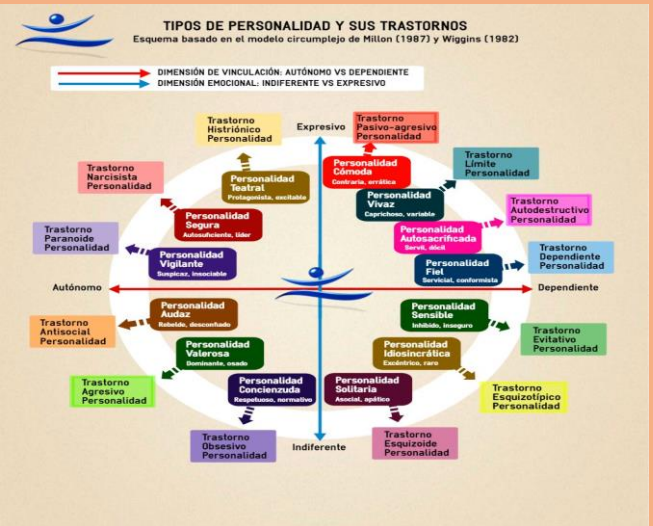 TIPOS DE PERSONALIDAD Y SUS TRASTORNOS
Esquema basado en el modelo circumplejo de Millon (1987) y Wiggins (1982)
DIMENSIÓN DE VINCULACIÓN: AUTÓNOMO VS DEPENDIENTE
DIMENSIÓN EMOCIONAL: INDIFERENTE VS EXPRESIVO
Expresivo
Trastorno
Histriónico
Personalidad
Personalidad
Teatral
Protagonista, excitable
Trastorno
Pasivo-agresivo
Personalidad
Personalidad
Cómoda
Contraria, errática
Trastorno
Narcisista
Personalidad
Personalidad
Segura
Autosuficiente, líder
Trastorno
Límite
Personalidad
Personalidad
Vivaz
Caprichoso, variable
Trastorno
Paranoide
Personalidad
Personalidad
Vigilante
Suspicaz, insociable
Trastorno
Autodestructivo
Personalidad
Personalidad
Autosacrificada
Servil, dócil
Trastorno
Dependiente
Personalidad
Personalidad
Fiel
Servicial, conformista
Autónomo
Dependiente
Trastorno
Antisocial
Personalidad
Personalidad
Audaz
Rebelde, desconfiado
Personalidad
Sensible
Inhibido, inseguro
Trastorno
Evitativo
Personalidad
Trastorno
Agresivo
Personalidad
Personalidad
Valerosa
Dominante, osado
Personalidad
Idiosincrática
Excéntrico, raro
Trastorno
Esquizotípico
Personalidad
Personalidad
Concienzuda
Respetuoso, normativo
Trastorno
Obsesivo
Personalidad
Personalidad
Solitaria
Asocial, apático
Trastorno
Esquizoide
Personalidad
Indiferente